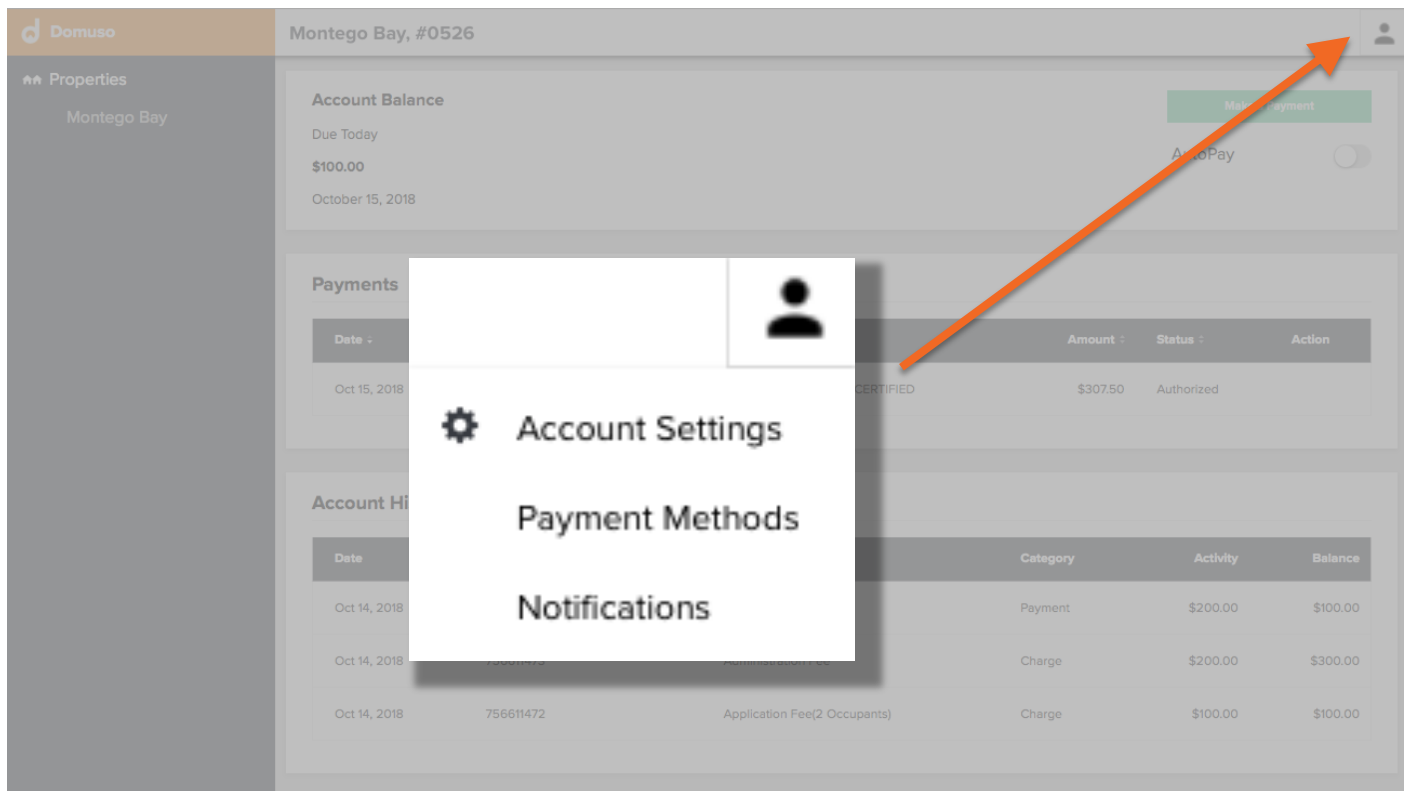 Domuso
Montego Bay, #0526
Properties
Montego Bay
Account Balance
Due Today
$100.00
October 15, 2018
Payment
AutoPay
Payments
Date Amount Status Action
Oct 15, 2018 CERTIFIED $307.50 Authorized
Account Settings
Payment Methods
Notifications
Account
Date Category Activity Balance
Oct 14, 2018 Payment $200.00 $100.00
Oct 14, 2018 Charge $200.00 $300.00
Oct 14, 2018 756611472 Application Fee(2 Occupants) Charge $100.00 $100.00